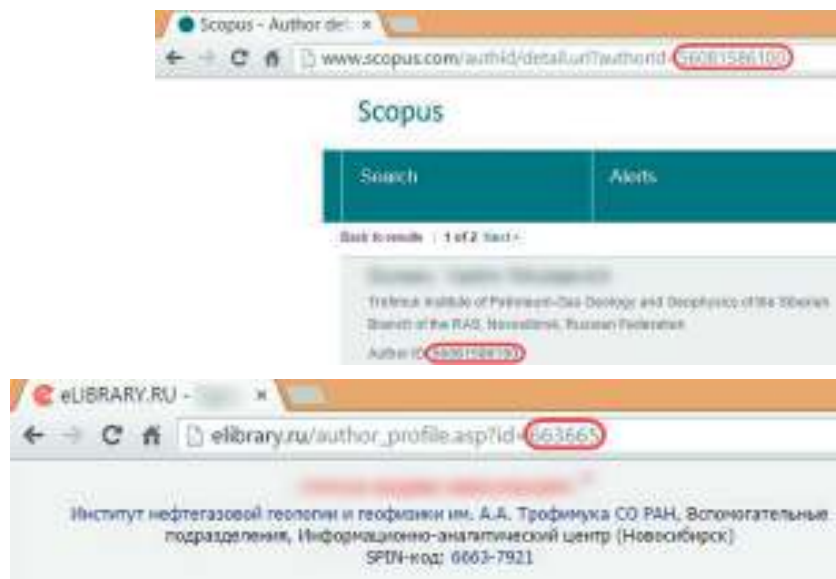 Scopus - Author det
www.scopus.com/authid/detail.url?authorId=56081586100
Scopus
Search Alerts
Back to results | 1 of 2 Next >
Trofimuk Institute of Petroleum-Gas Geology and Geophysics of the Siberian
Branch of the RAS, Novosibirsk, Russian Federation
Author ID: 56081586100
eLIBRARY.RU -
elibrary.ru/author_profile.asp?id=663665
Институт нефтегазовой геологии и геофизики им. А.А. Трофимука СО РАН, Вспомогательные
подразделения, Информационно-аналитический центр (Новосибирск)
SPIN-код: 6663-7921